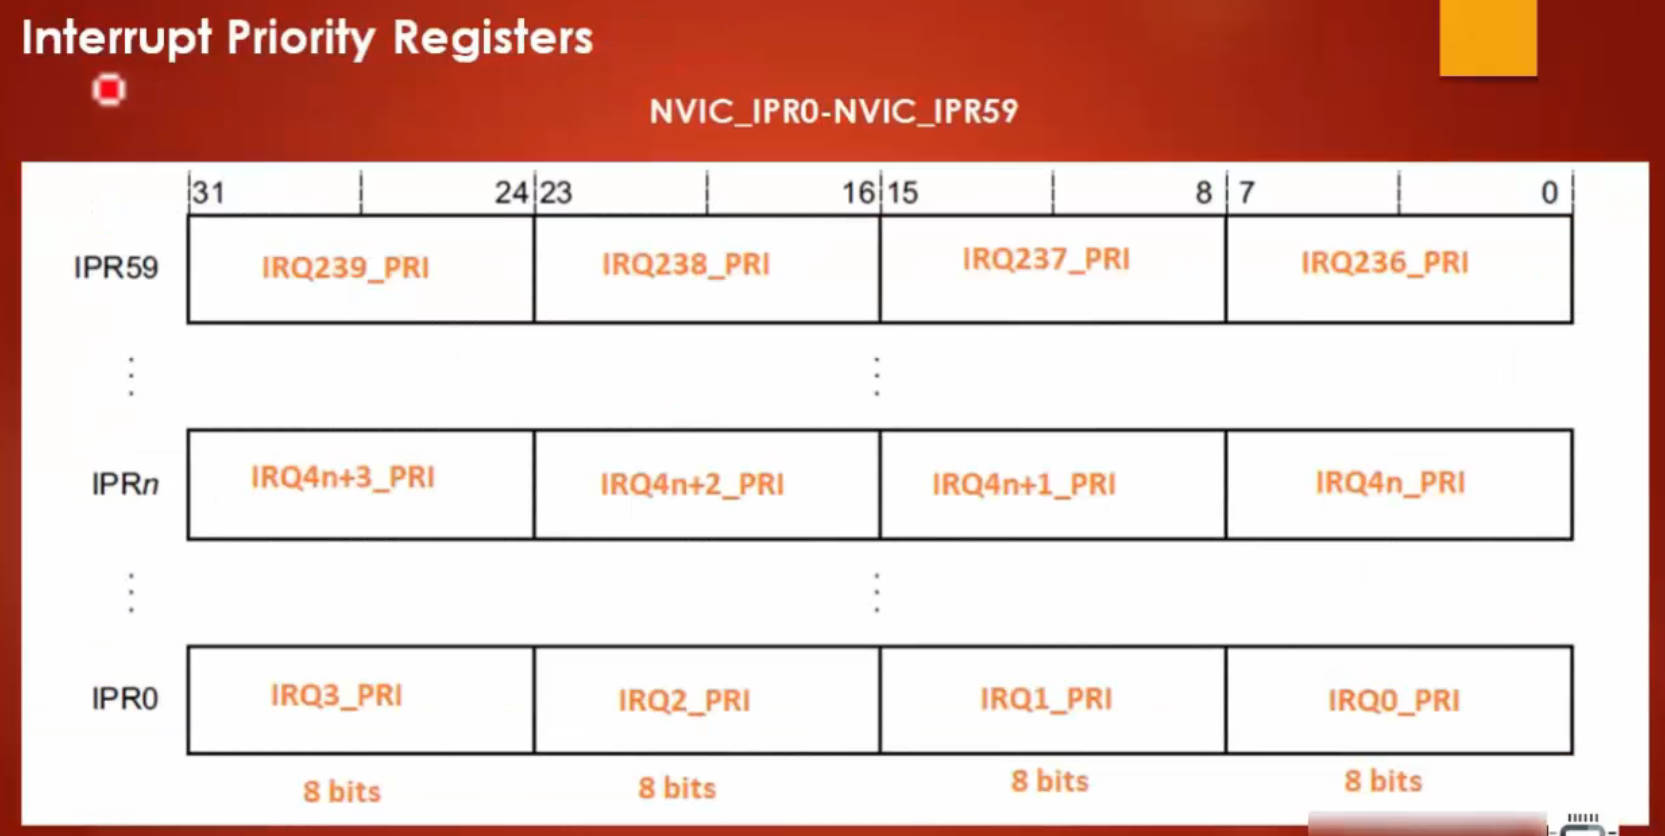 Interrupt Priority Registers
NVIC_IPR0-NVIC_IPR59
31 24 23 16 15 8 7 0
IPR59 IRQ239_PRI IRQ238_PRI IRQ237_PRI IRQ236_PRI
IPRn IRQ4n+3_PRI IRQ4n+2_PRI IRQ4n+1_PRI IRQ4n_PRI
IPR0 IRQ3_PRI IRQ2_PRI IRQ1_PRI IRQ0_PRI
8 bits 8 bits 8 bits 8 bits